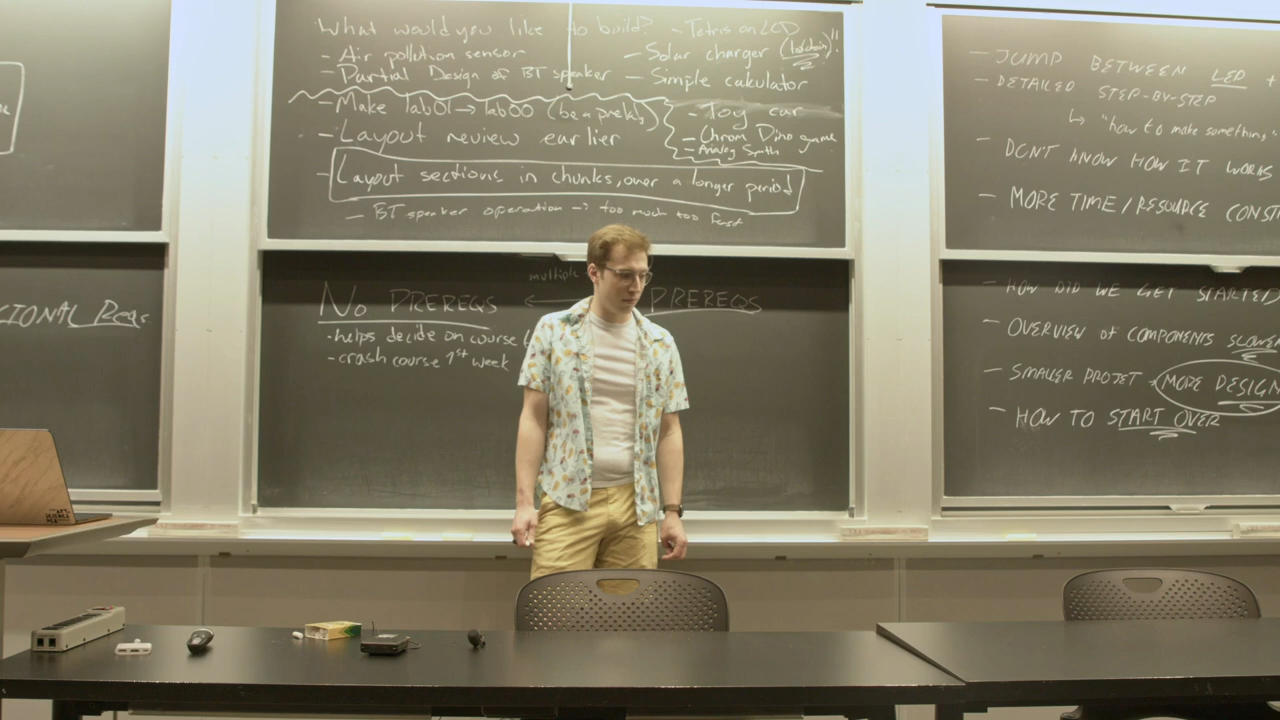 What would you like to build?
- Tetris on LCD
- Air pollution sensor
- Solar charger
- Partial Design of BT speaker
- Simple calculator
- Make lab01 → lab00 (be a prelab)
- Toy car
- Layout review earlier
- Chrom Dino game
- Analog Synth
- Layout sections in chunks, over a longer period
- BT speaker operation → too much too fast
multiple
No PREREQS ← PREREQS
- helps decide on course
- crash course 1st week
CIONAL Reqs
- JUMP BETWEEN LED +
- DETAILED STEP-BY-STEP
↳ "how to make something,"
- DON'T KNOW HOW IT WORKS
- MORE TIME/RESOURCE CONST
- HOW DID WE GET STARTED
- OVERVIEW of COMPONENTS SLOWER
- SMALLER PROJET → MORE DESIGN
- HOW TO START OVER